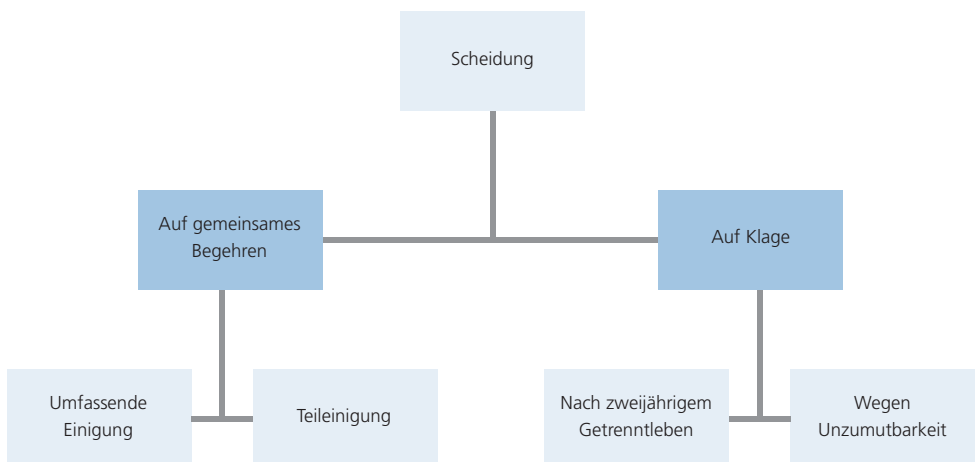 Scheidung
Auf gemeinsames
Begehren
Auf Klage
Umfassende
Einigung
Teileinigung
Nach zweijährigem
Getrenntleben
Wegen
Unzumutbarkeit